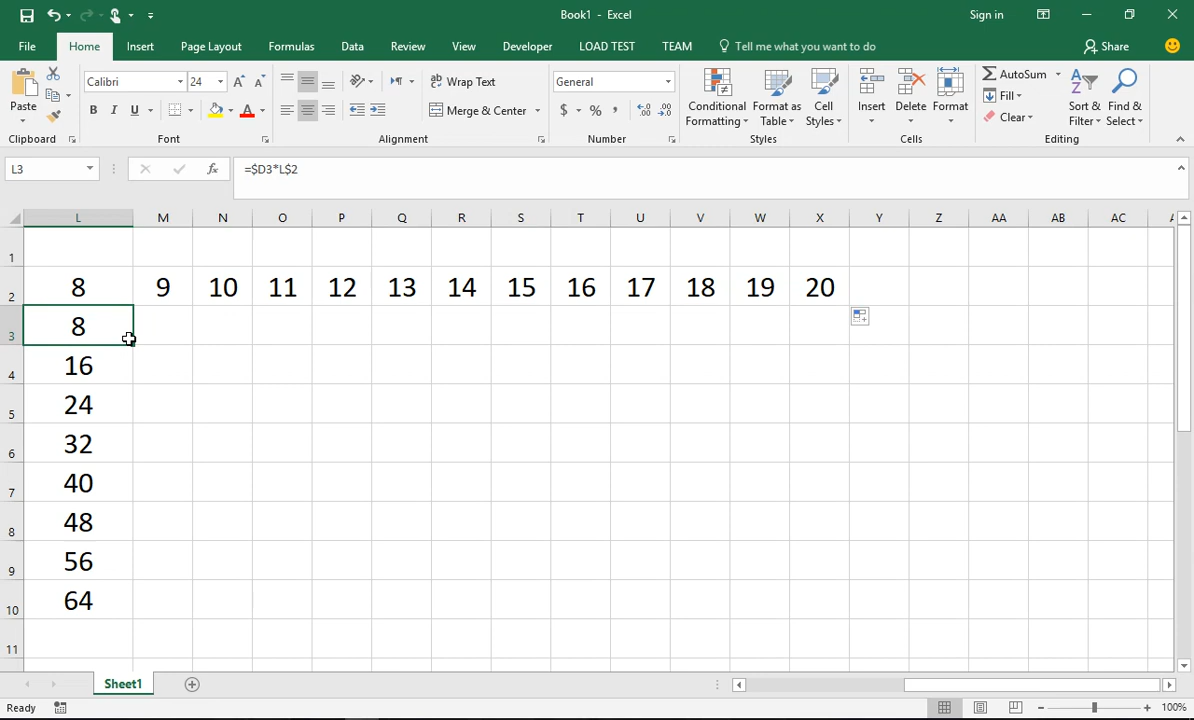 Book1 - Excel
Sign in
File Home Insert Page Layout Formulas Data Review View Developer LOAD TEST TEAM Tell me what you want to do Share
Paste
Calibri 24
B I U
Wrap Text
Merge & Center
General
$ % ,
Conditional Formatting
Format as Table
Cell Styles
Insert Delete Format
AutoSum
Fill
Clear
Sort & Filter
Find & Select
Clipboard Font Alignment Number Styles Cells Editing
L3 fx =$D3*L$2
L M N O P Q R S T U V W X Y Z AA AB AC
1
2 8 9 10 11 12 13 14 15 16 17 18 19 20
3 8
4 16
5 24
6 32
7 40
8 48
9 56
10 64
11
Sheet1
Ready 100%